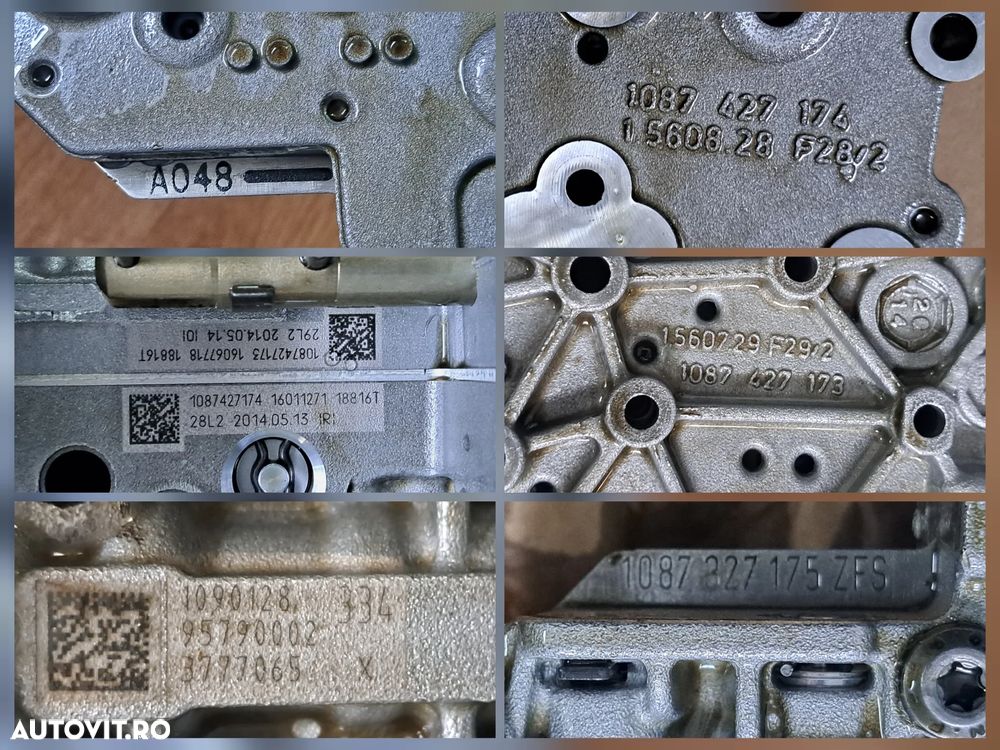 A048
1087 427 174
1 5608.28 F28/2
29L2 2014.05.14 IOI
1087427173 16067718 18816T
1087427174 16011271 18816T
28L2 2014.05.13 IRI
1560729 F29/2
1087 427 173
1090128 334
95790002
3777065 X
1087 327 175 ZFS
AUTOVIT.RO